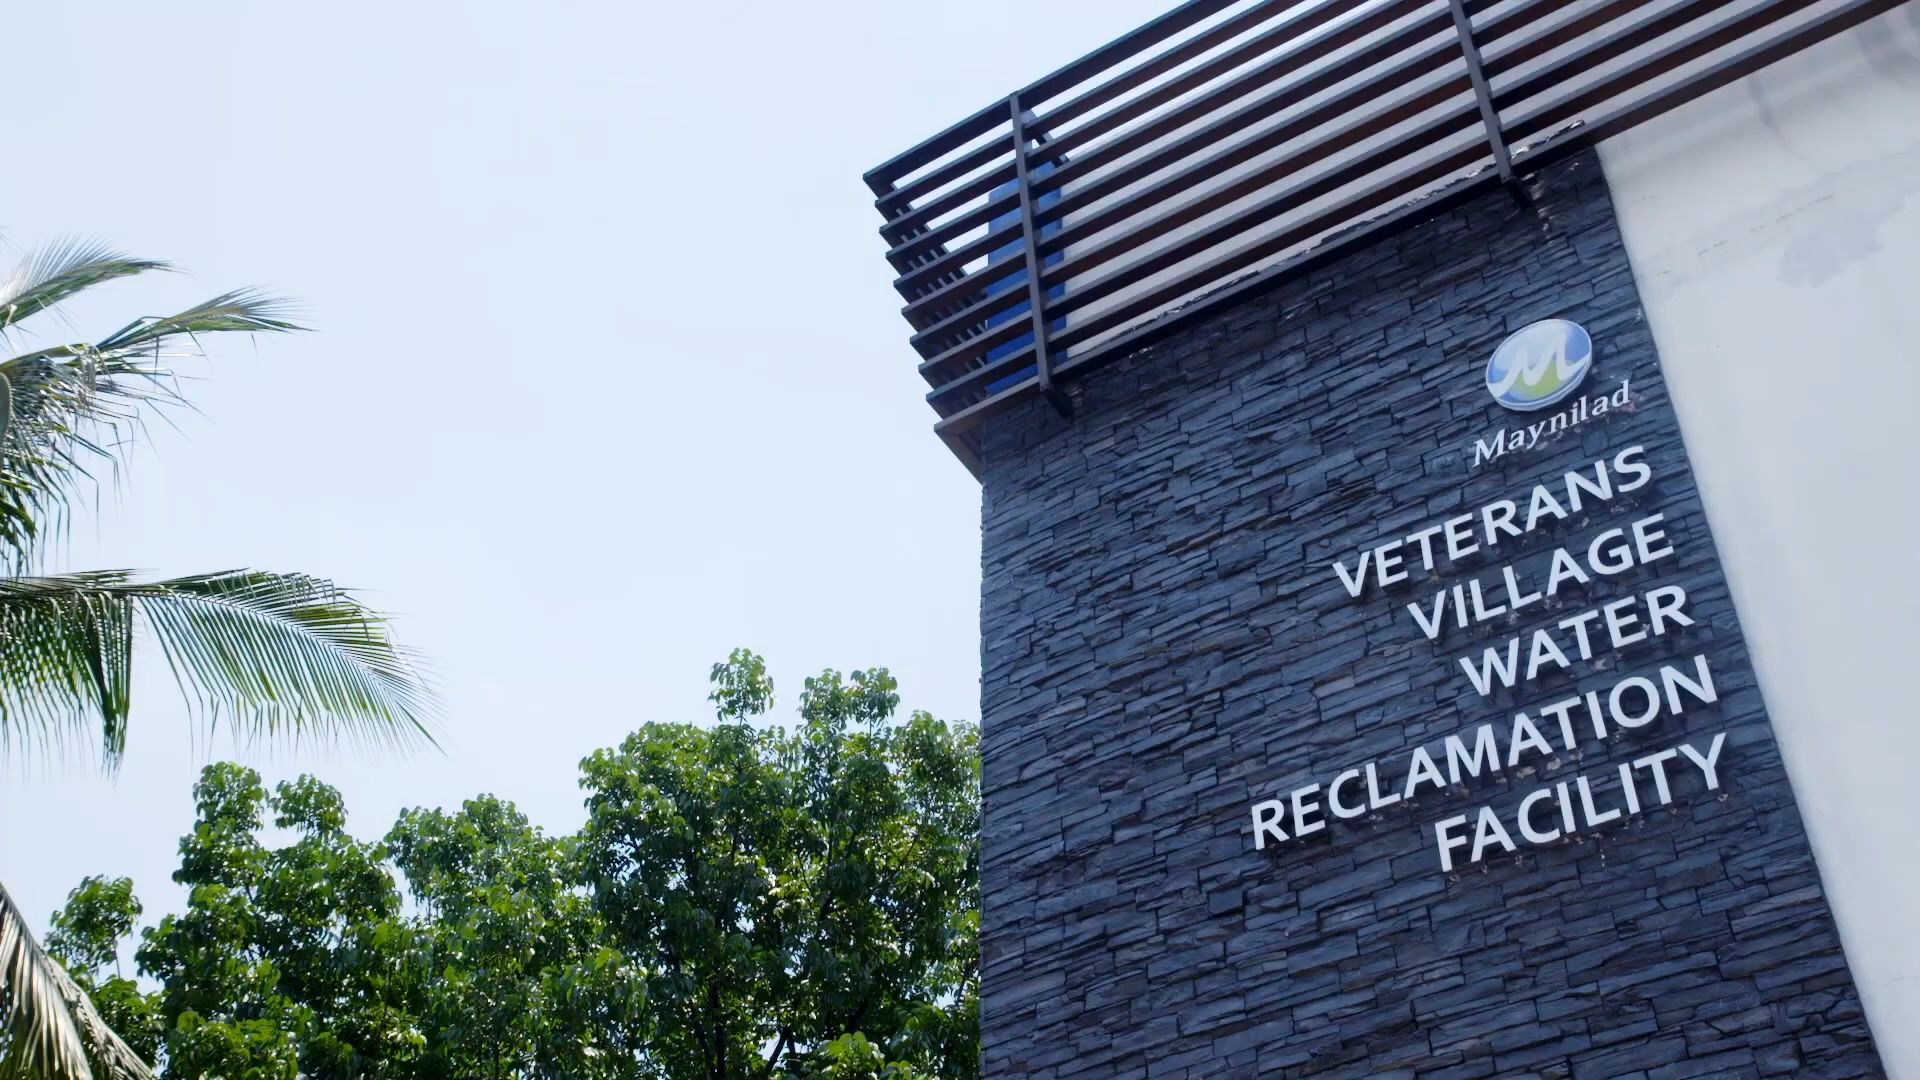 Maynilad
VETERANS
VILLAGE
WATER
RECLAMATION
FACILITY